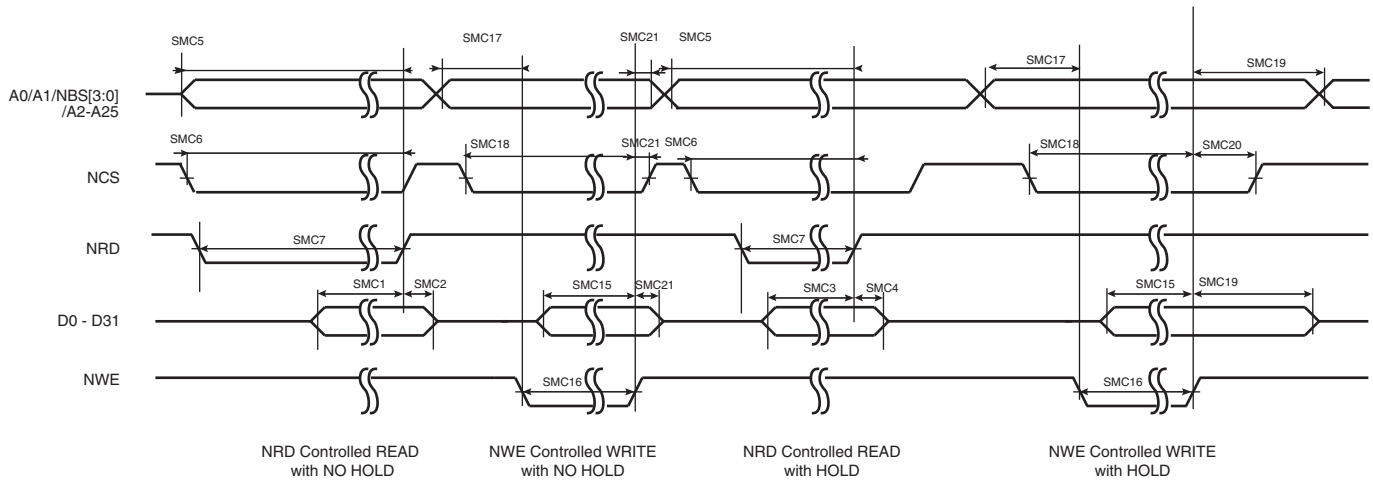 SMC5
SMC17
SMC21
SMC5
SMC17
SMC19
A0/A1/NBS[3:0]
/A2-A25
SMC6
SMC18
SMC21
SMC6
SMC18
SMC20
NCS
SMC7
SMC7
NRD
SMC1
SMC2
SMC15
SMC21
SMC3
SMC4
SMC15
SMC19
D0 - D31
NWE
SMC16
SMC16
NRD Controlled READ
with NO HOLD
NWE Controlled WRITE
with NO HOLD
NRD Controlled READ
with HOLD
NWE Controlled WRITE
with HOLD